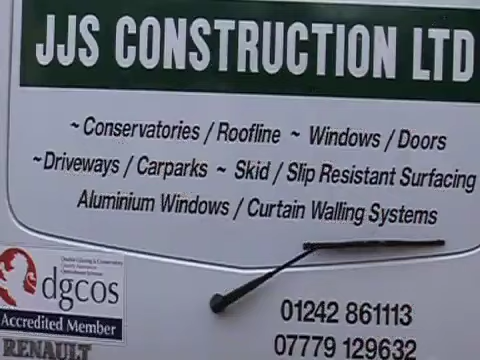 JJS CONSTRUCTION LTD
~ Conservatories / Roofline ~ Windows / Doors
~ Driveways / Carparks ~ Skid / Slip Resistant Surfacing
Aluminium Windows / Curtain Walling Systems
dgcos
Accredited Member
RENAULT
01242 861113
07779 129632